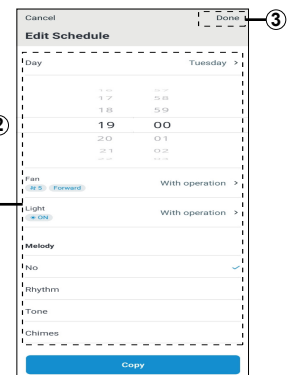 Cancel Done
③
Edit Schedule
Day Tuesday >
17 58
18 59
19 00
20 01
21 02
Fan
5 Forward
With operation >
Light
ON
With operation >
Melody
No
Rhythm
Tone
Chimes
Copy